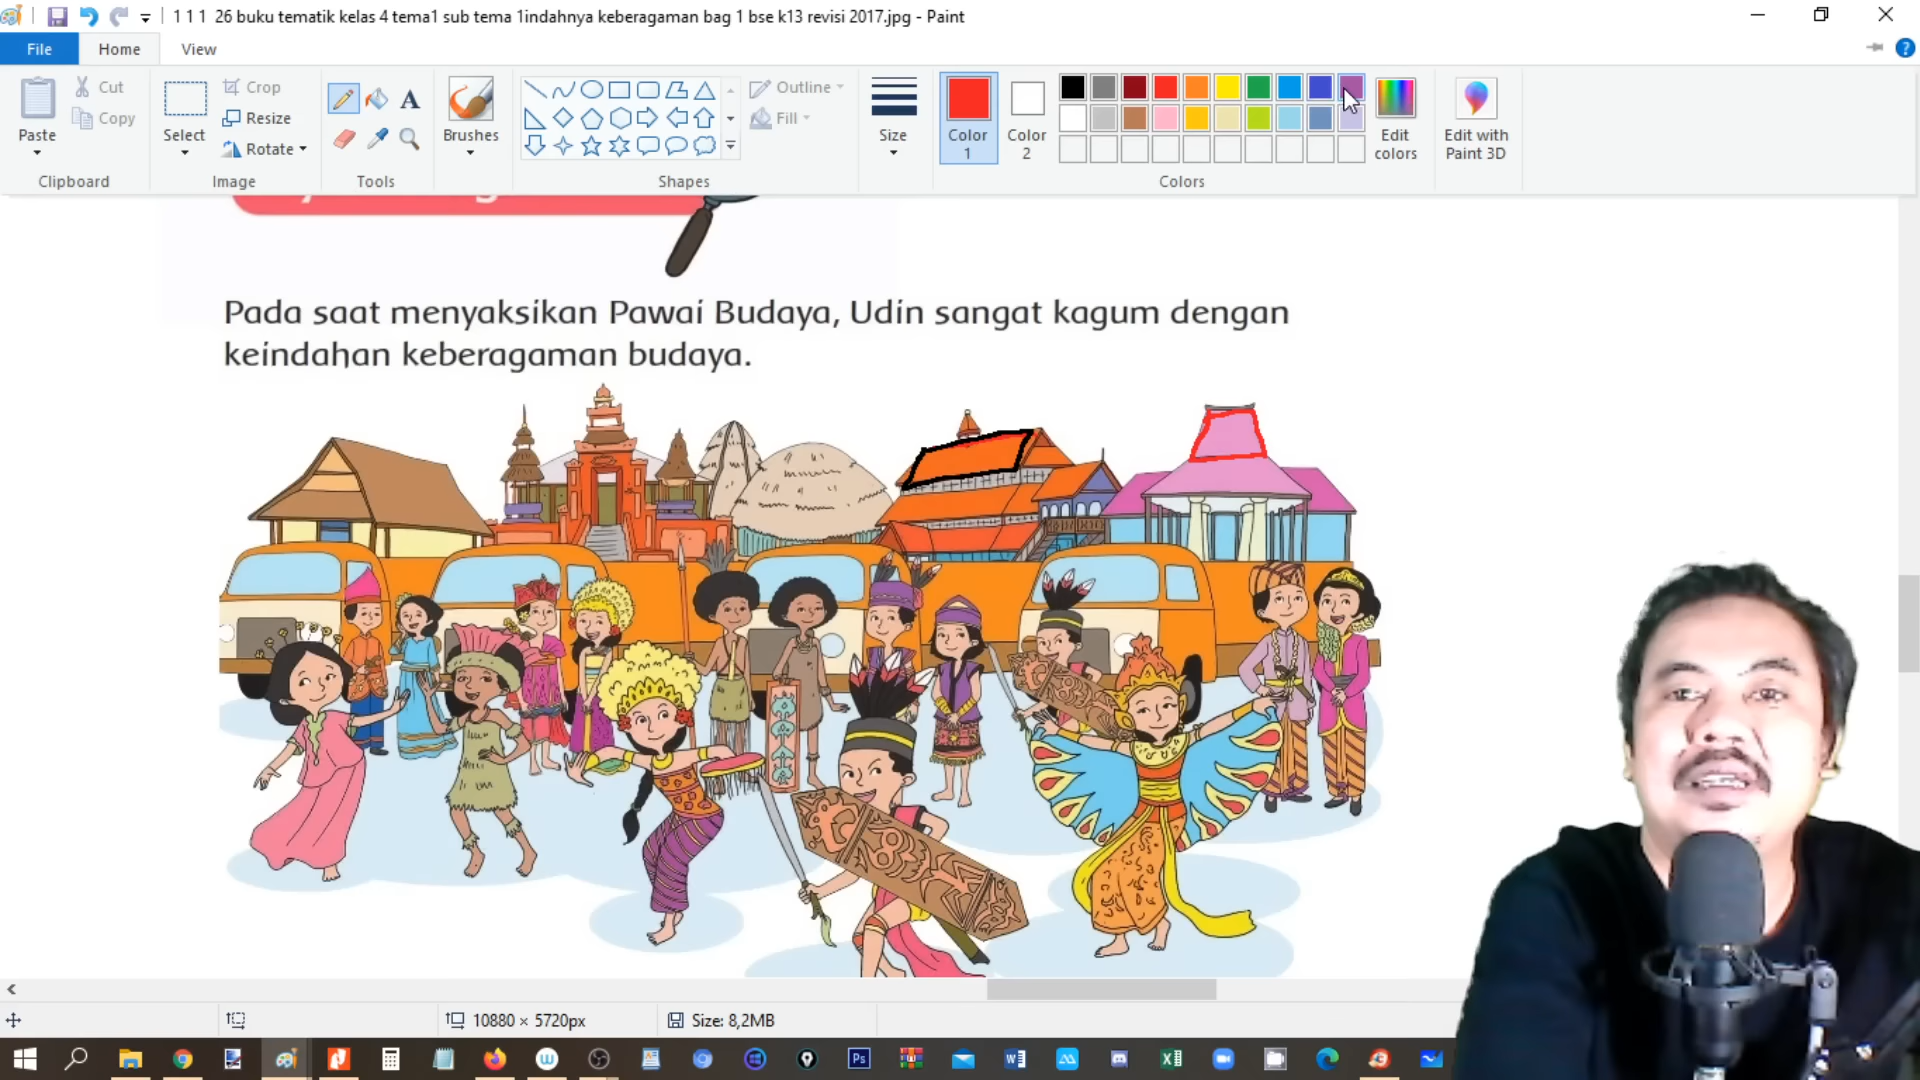 1 1 1 26 buku tematik kelas 4 tema1 sub tema 1indahnya keberagaman bag 1 bse k13 revisi 2017.jpg - Paint
File Home View
Paste
Cut
Copy
Clipboard
Select
Crop
Resize
Rotate
Image
A
Tools
Brushes
Outline
Fill
Shapes
Size
Color
1
Color
2
Edit
colors
Colors
Edit with
Paint 3D
Pada saat menyaksikan Pawai Budaya, Udin sangat kagum dengan
keindahan keberagaman budaya.
10880 × 5720px
Size: 8,2MB
Ps